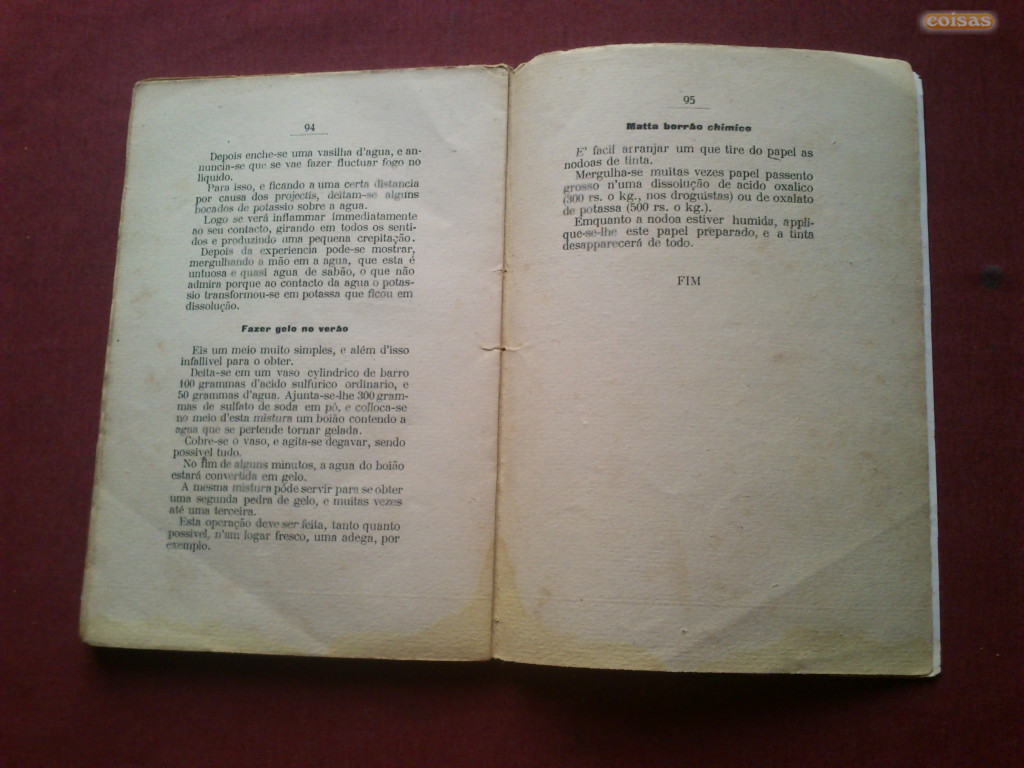 coisas
94
Depois enche-se uma vasilha d'agua, e an-
nuncia-se que se vae fazer fluctuar fogo no
liquido.
Para isso, e ficando a uma certa distancia
por causa dos projectis, deitam-se alguns
bocados de potassio sobre a agua.
Logo se verá inflammar immediatamente
ao seu contacto, girando em todos os senti-
dos e produzindo uma pequena crepitação.
Depois da experiencia pode-se mostrar,
mergulhando a mão em a agua, que esta é
untuosa e quasi agua de sabão, o que não
admira porque ao contacto da agua o potas-
sio transformou-se em potassa que ficou em
dissolução.
Fazer gelo no verão
Eis um meio muito simples, e além d'isso
infallivel para o obter.
Deita-se em um vaso cylindrico de barro
100 grammas d'acido sulfurico ordinario, e
50 grammas d'agua. Ajunta-se-lhe 300 gram-
mas de sulfato de soda em pó, e colloca-se
no meio d'esta mistura um boião contendo a
agua que se pertende tornar gelada.
Cobre-se o vaso, e agita-se degavar, sendo
possivel tudo.
No fim de alguns minutos, a agua do boião
estará convertida em gelo.
A mesma mistura póde servir para se obter
uma segunda pedra de gelo, e muitas vezes
até uma terceira.
Esta operação deve ser feita, tanto quanto
possivel, n'um logar fresco, uma adega, por
exemplo.
95
Matta borrão chimico
E' facil arranjar um que tire do papel as
nodoas de tinta.
Mergulha-se muitas vezes papel passento
grosso n'uma dissolução de acido oxalico
(300 rs. o kg., nos droguistas) ou de oxalato
de potassa (500 rs. o kg.).
Emquanto a nodoa estiver humida, appli-
que-se-lhe este papel preparado, e a tinta
desapparecerá de todo.
FIM